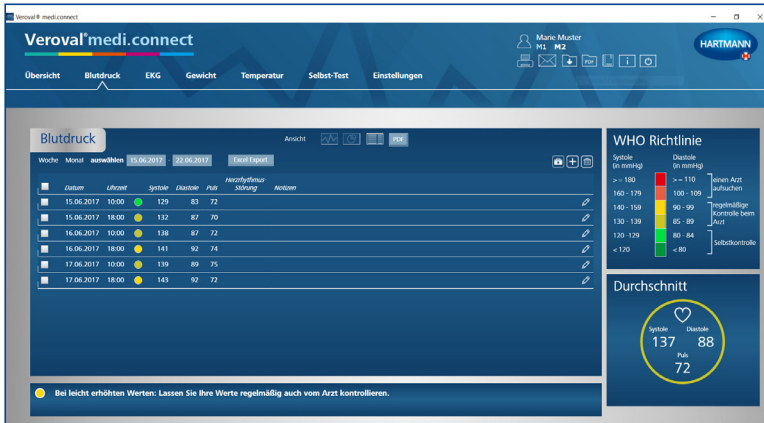 Veroval® medi.connect
Veroval®medi.connect
Marie Muster
M1 M2
HARTMANN
PDF
Übersicht Blutdruck EKG Gewicht Temperatur Selbst-Test Einstellungen
Blutdruck
Ansicht
PDF
Woche Monat auswählen 15.06.2017 - 22.06.2017 Excel Export
Datum Uhrzeit Systole Diastole Puls Herzrhythmus-Störung Notizen
15.06.2017 10:00 129 83 72
15.06.2017 18:00 132 87 70
16.06.2017 10:00 138 87 72
16.06.2017 18:00 141 92 74
17.06.2017 10:00 139 89 75
17.06.2017 18:00 143 92 72
Bei leicht erhöhten Werten: Lassen Sie Ihre Werte regelmäßig auch vom Arzt kontrollieren.
WHO Richtlinie
Systole Diastole
(in mmHg) (in mmHg)
>= 180 >= 110 einen Arzt
160 - 179 100 - 109 aufsuchen
140 - 159 90 - 99 regelmäßige
Kontrolle beim
130 - 139 85 - 89 Arzt
120 -129 80 - 84
Selbstkontrolle
< 120 < 80
Durchschnitt
Systole Diastole
137 88
Puls
72